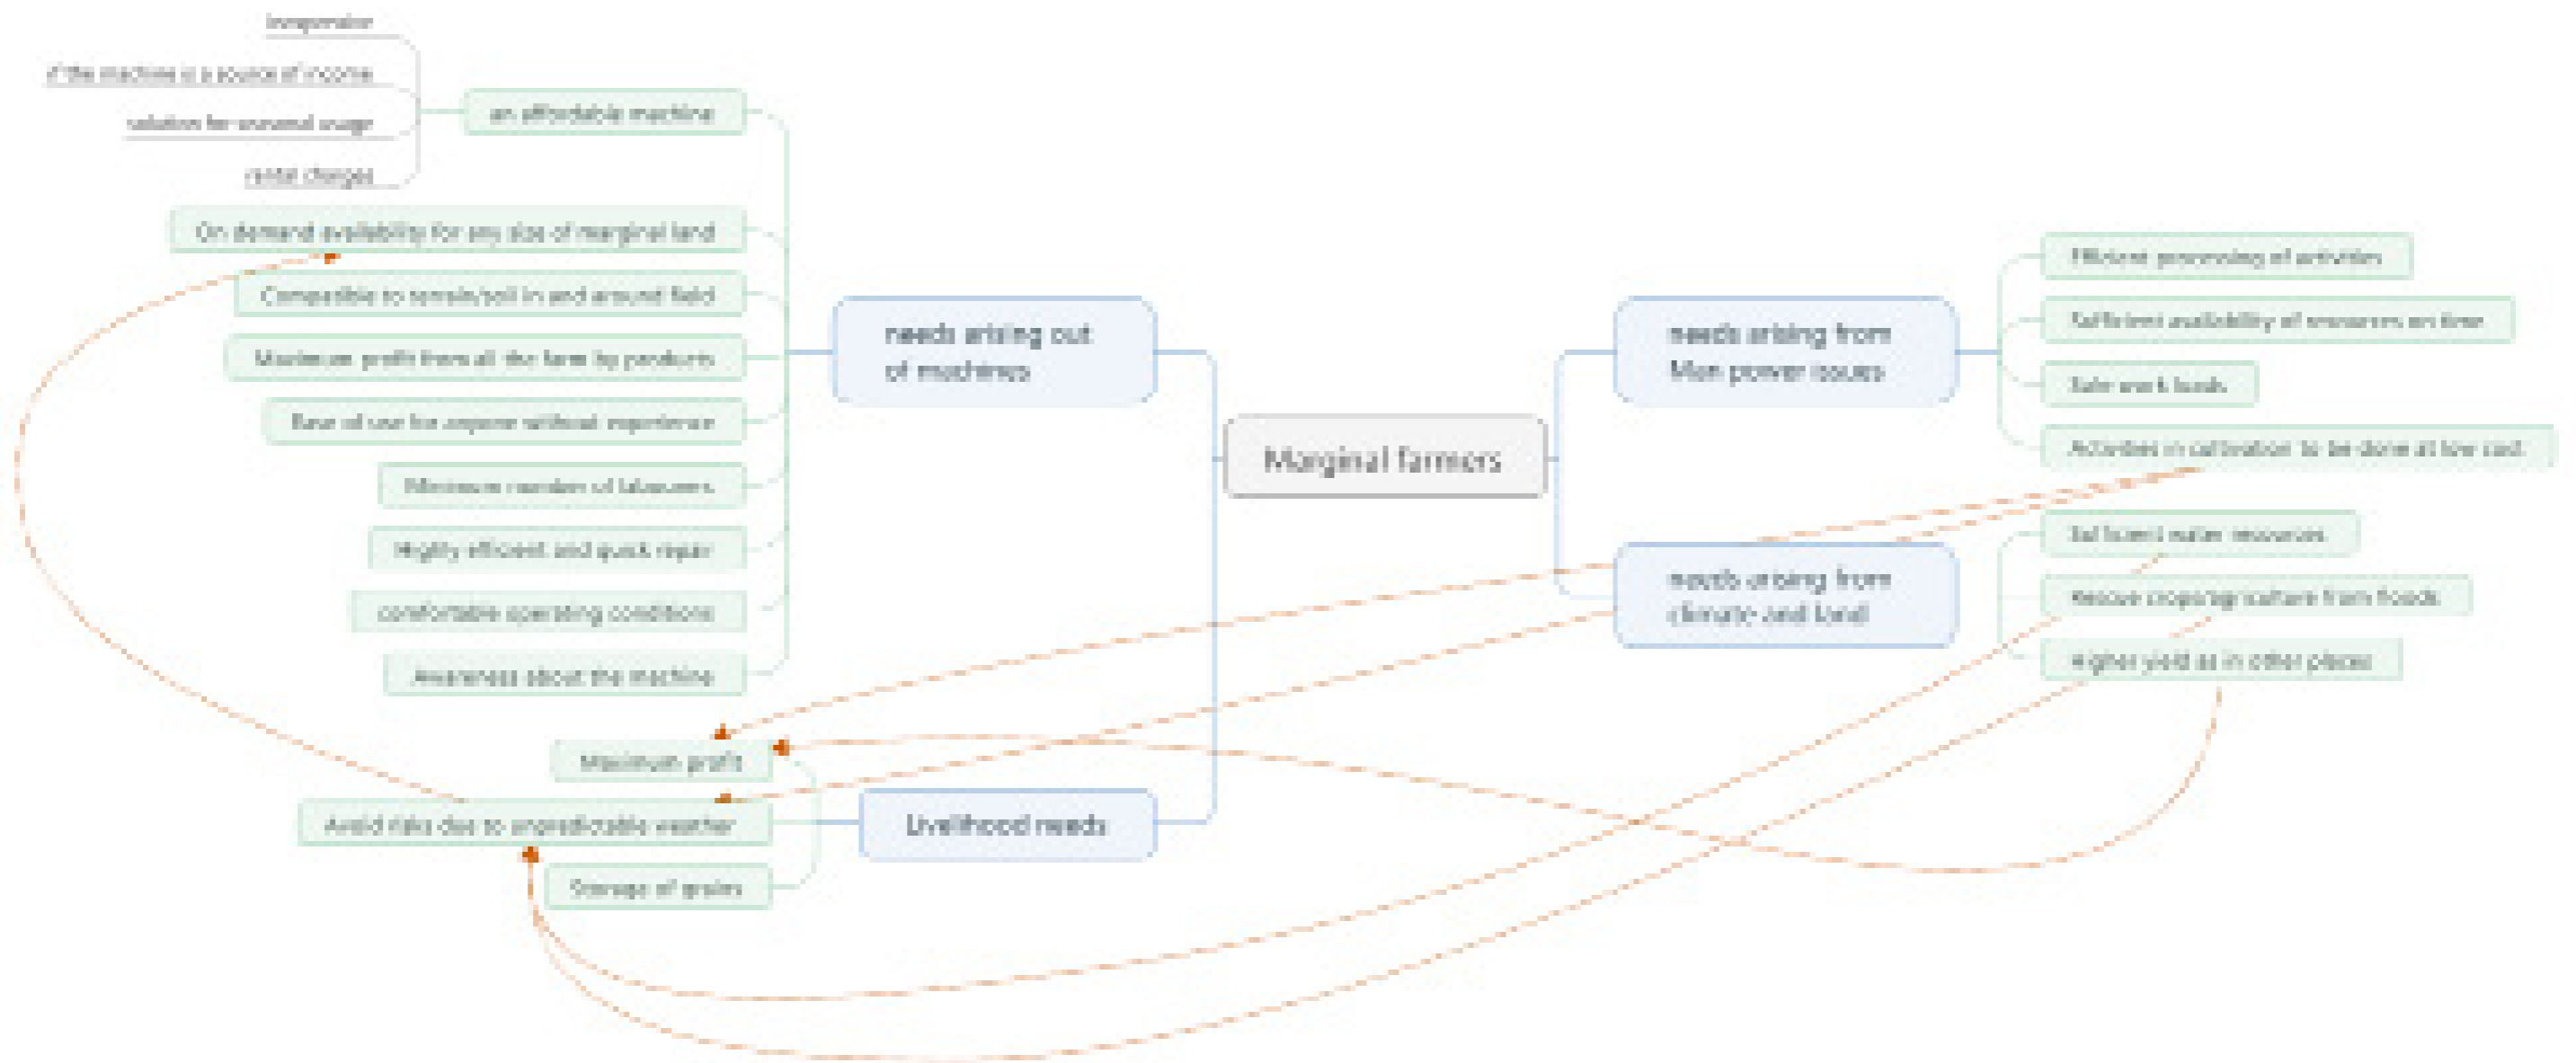 inexpensive
if the machine is a source of income
solution for seasonal usage
rental charges
an affordable machine
On demand availability for any size of marginal land
Compatible to terrain/soil in and around field
Maximum profit from all the farm by products
Ease of use for anyone without experience
Minimum number of labourers
Highly efficient and quick repair
comfortable operating conditions
Awareness about the machine
needs arising out
of machines
Maximum profit
Avoid risks due to unpredictable weather
Storage of grains
Livelihood needs
Marginal farmers
needs arising from
Man power issues
Efficient processing of activities
Sufficient availability of resources on time
Safe work loads
Activities in cultivation to be done at low cost
needs arising from
climate and land
Sufficient water resources
Rescue crops/agriculture from floods
Higher yield as in other places